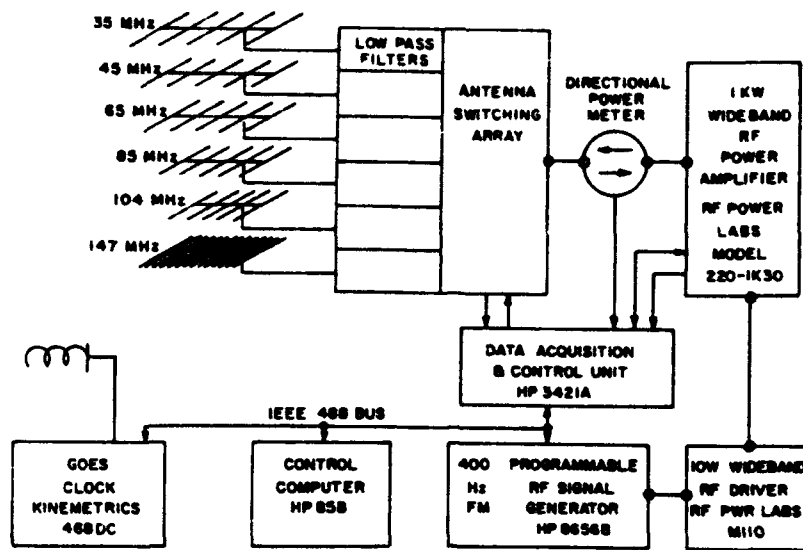 35 MHz
45 MHz
65 MHz
85 MHz
104 MHz
147 MHz
LOW PASS
FILTERS
ANTENNA
SWITCHING
ARRAY
DIRECTIONAL
POWER
METER
1 KW
WIDEBAND
RF
POWER
AMPLIFIER
RF POWER
LABS
MODEL
220-1K30
DATA ACQUISITION
& CONTROL UNIT
HP 3421A
IEEE 488 BUS
GOES
CLOCK
KINEMETRICS
468DC
CONTROL
COMPUTER
HP 85B
400 PROGRAMMABLE
Hz RF SIGNAL
FM GENERATOR
HP 8656B
10W WIDEBAND
RF DRIVER
RF PWR LABS
M110